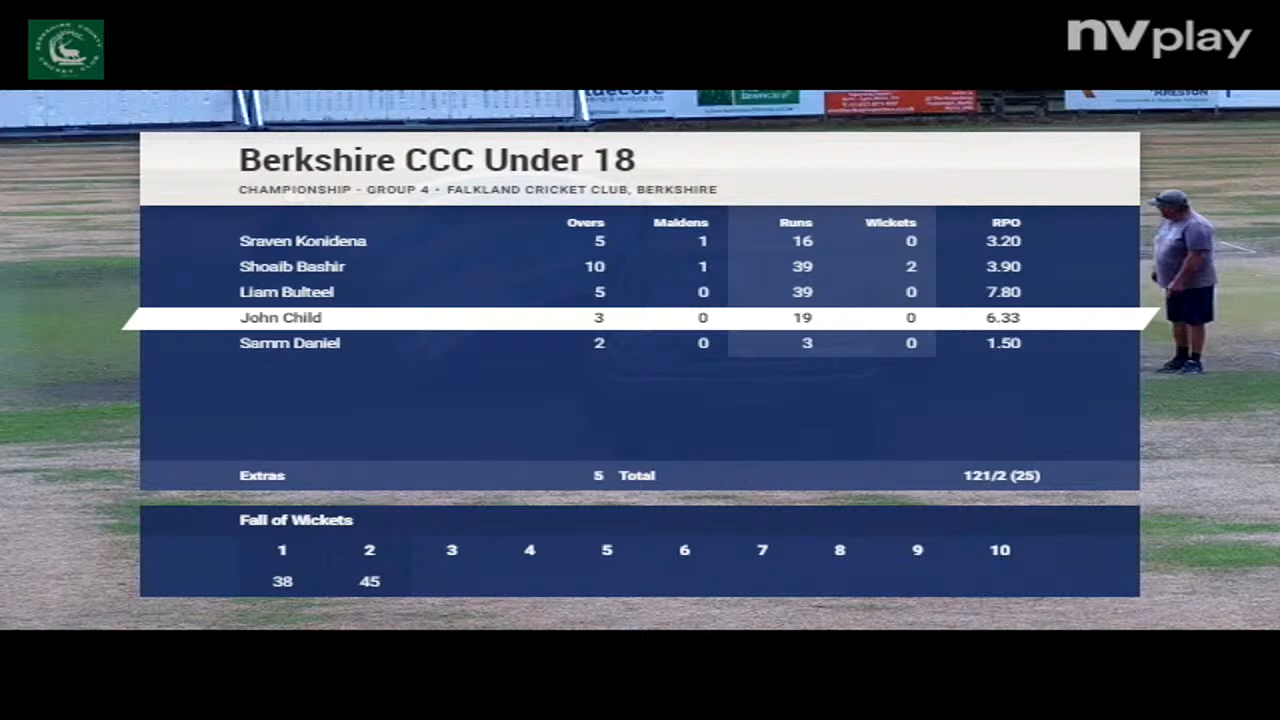 BERKSHIRE COUNTY CRICKET CLUB
nvplay
Berkshire CCC Under 18
CHAMPIONSHIP - GROUP 4 - FALKLAND CRICKET CLUB, BERKSHIRE
Overs Maidens Runs Wickets RPO
Sraven Konidena 5 1 16 0 3.20
Shoaib Bashir 10 1 39 2 3.90
Liam Bulteel 5 0 39 0 7.80
John Child 3 0 19 0 6.33
Samm Daniel 2 0 3 0 1.50
Extras 5 Total 121/2 (25)
Fall of Wickets
1 2 3 4 5 6 7 8 9 10
38 45